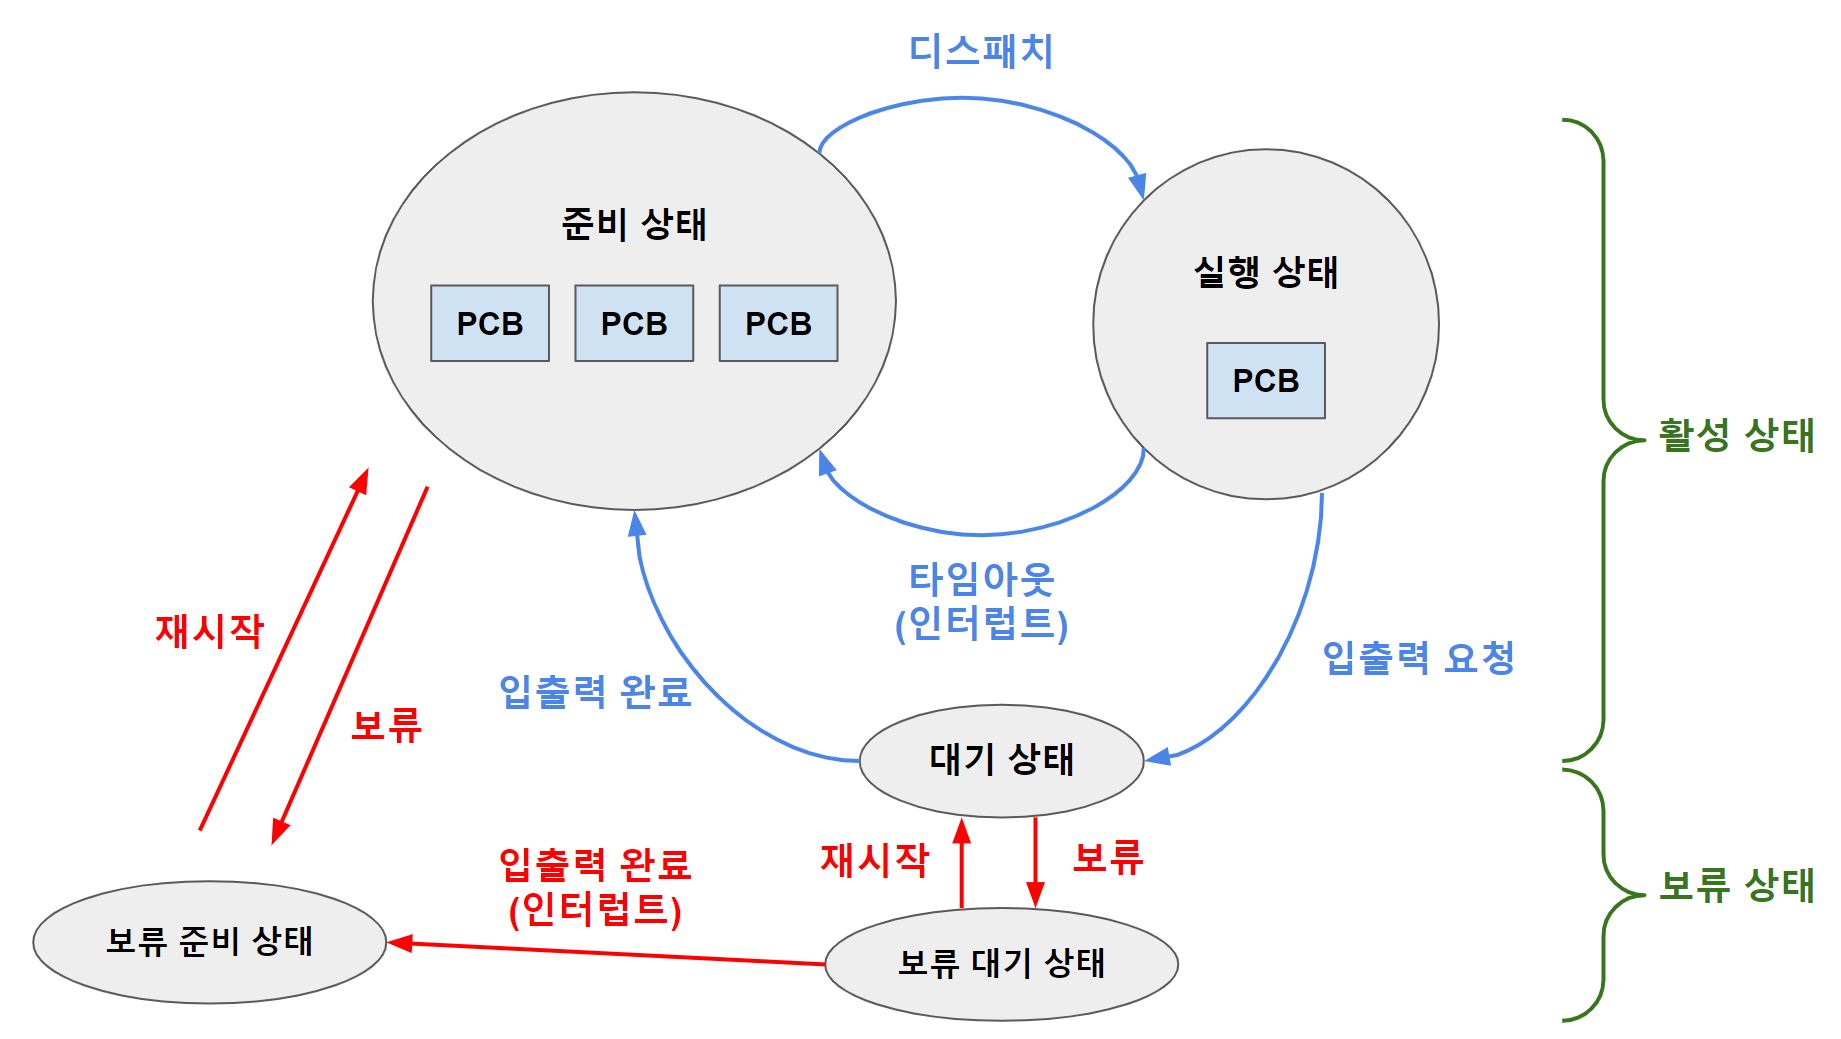 디스패치
준비 상태
PCB
PCB
PCB
실행 상태
PCB
활성 상태
타임아웃
(인터럽트)
입출력 요청
입출력 완료
재시작
보류
대기 상태
재시작
보류
입출력 완료
(인터럽트)
보류 상태
보류 준비 상태
보류 대기 상태